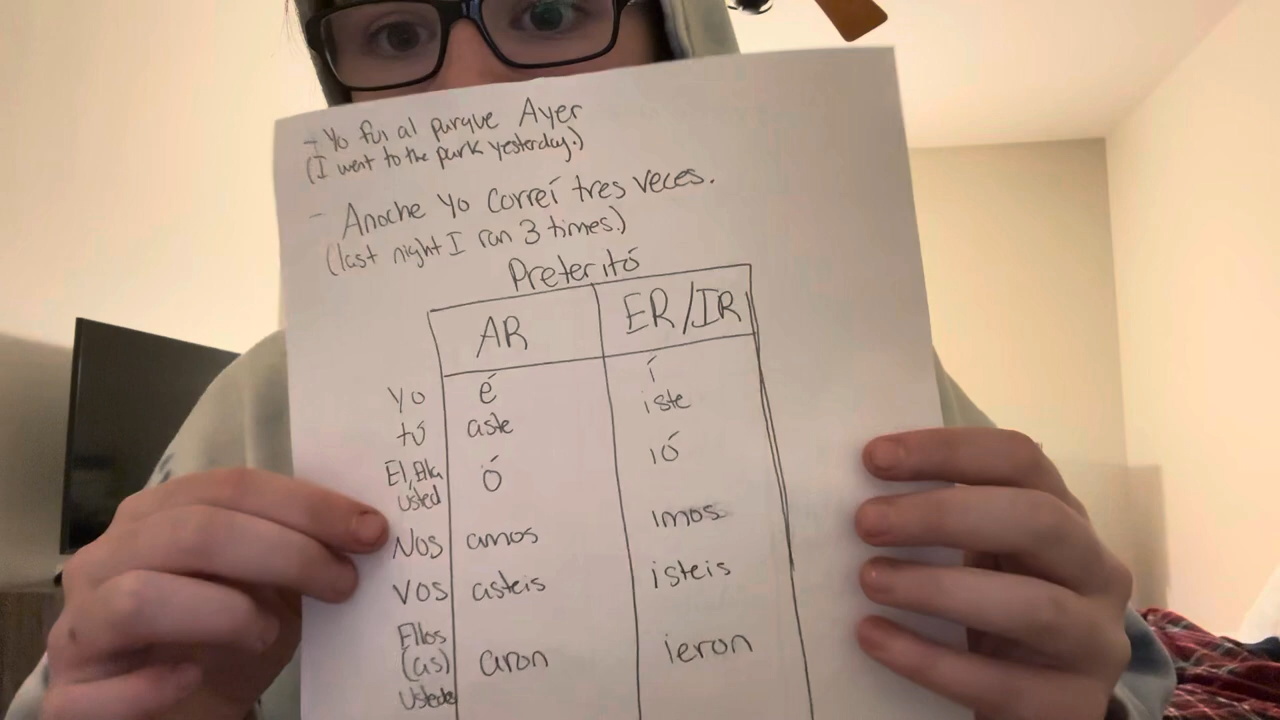 - Yo fui al parque Ayer
(I went to the park yesterday.)
- Anoche Yo Correí tres veces.
(last night I ran 3 times.)
Preteritó
AR ER/IR
Yo é í
tú aste iste
El, Ella Usted ó ió
Nos amos imos
VOS asteis isteis
Ellos (as) Ustedes aron ieron